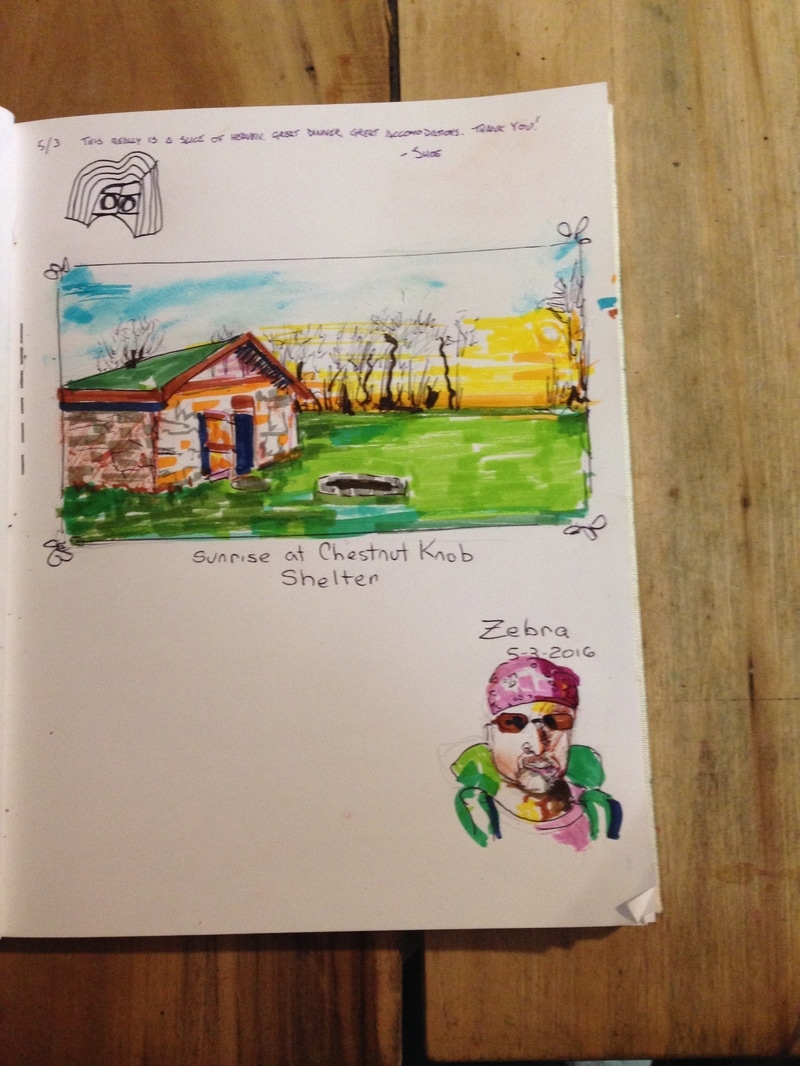 5/3 THIS REALLY IS A SLICE OF HEAVEN. GREAT DINNER, GREAT ACCOMODATIONS. THANK YOU!
- SHOE
Sunrise at Chestnut Knob
Shelter
Zebra
5-3-2016